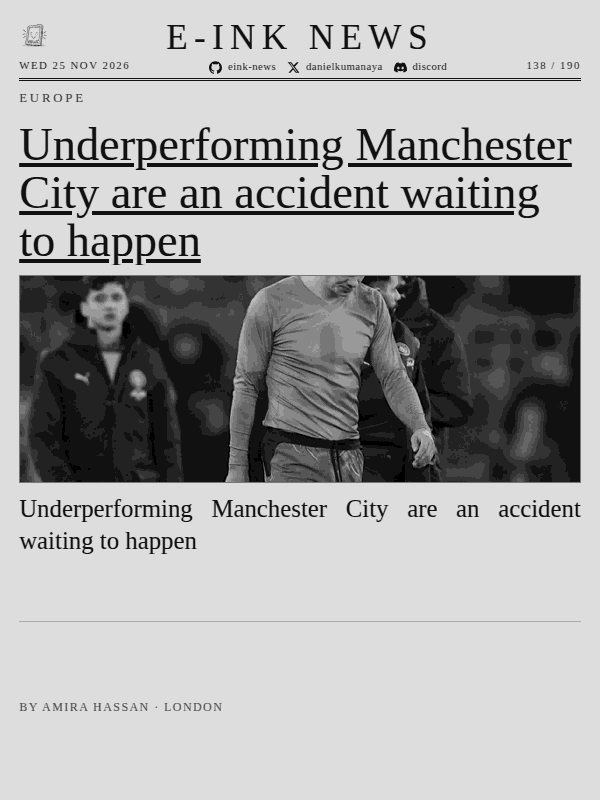 E-INK NEWS
WED 25 NOV 2026
eink-news
danielkumanaya
discord
138 / 190
EUROPE
Underperforming Manchester
City are an accident waiting
to happen
Underperforming Manchester City are an accident
waiting to happen
BY AMIRA HASSAN · LONDON